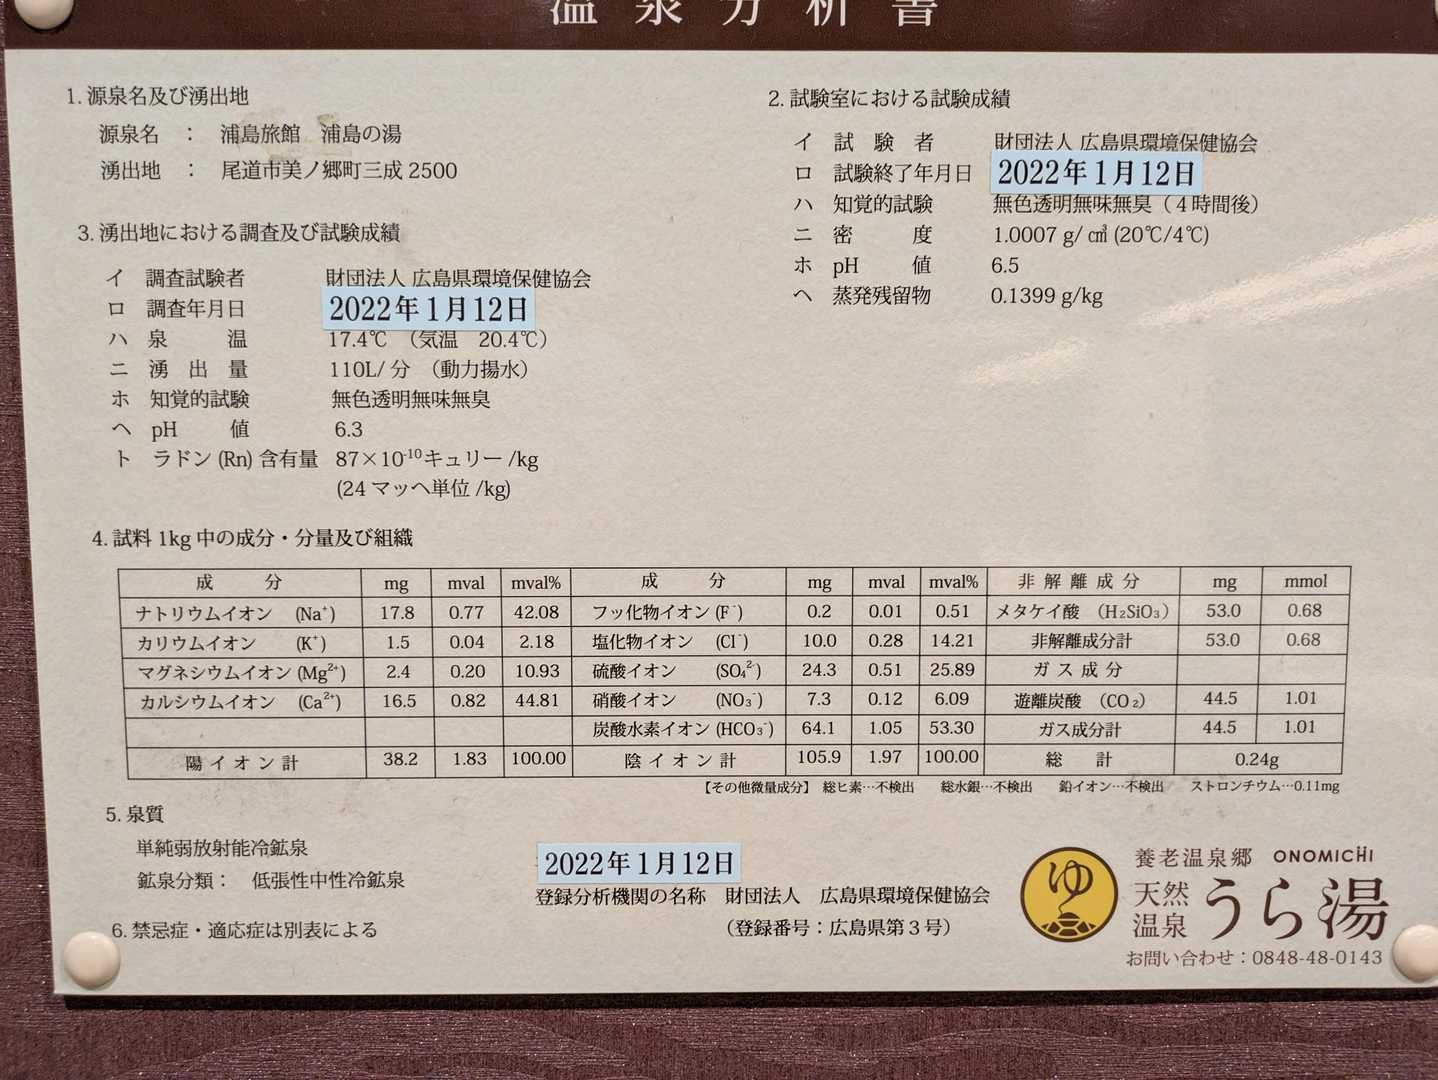 温泉分析書
1. 源泉名及び湧出地
源泉名 ： 浦島旅館 浦島の湯
湧出地 ： 尾道市美ノ郷町三成 2500
2. 試験室における試験成績
イ 試験者 財団法人 広島県環境保健協会
ロ 試験終了年月日 2022年1月12日
ハ 知覚的試験 無色透明無味無臭（４時間後）
ニ 密度 1.0007 g/ ㎤ (20℃/4℃)
ホ pH 値 6.5
ヘ 蒸発残留物 0.1399 g/kg
3. 湧出地における調査及び試験成績
イ 調査試験者 財団法人 広島県環境保健協会
ロ 調査年月日 2022年1月12日
ハ 泉温 17.4℃ （気温 20.4℃）
ニ 湧出量 110L/ 分 （動力揚水）
ホ 知覚的試験 無色透明無味無臭
ヘ pH 値 6.3
ト ラドン (Rn) 含有量 87×10⁻¹⁰キュリー /kg
(24 マッヘ単位 /kg)
4. 試料 1kg 中の成分・分量及び組織
成分 mg mval mval% 成分 mg mval mval% 非解離成分 mg mmol
ナトリウムイオン (Na⁺) 17.8 0.77 42.08 フッ化物イオン (F⁻) 0.2 0.01 0.51 メタケイ酸 （H₂SiO₃） 53.0 0.68
カリウムイオン (K⁺) 1.5 0.04 2.18 塩化物イオン (Cl⁻) 10.0 0.28 14.21 非解離成分計 53.0 0.68
マグネシウムイオン (Mg²⁺) 2.4 0.20 10.93 硫酸イオン (SO₄²⁻) 24.3 0.51 25.89 ガス成分
カルシウムイオン (Ca²⁺) 16.5 0.82 44.81 硝酸イオン (NO₃⁻) 7.3 0.12 6.09 遊離炭酸 （CO₂） 44.5 1.01
炭酸水素イオン (HCO₃⁻) 64.1 1.05 53.30 ガス成分計 44.5 1.01
陽イオン計 38.2 1.83 100.00 陰イオン計 105.9 1.97 100.00 総計 0.24g
【その他微量成分】 総ヒ素…不検出 総水銀…不検出 鉛イオン…不検出 ストロンチウム…0.11mg
5. 泉質
単純弱放射能冷鉱泉
鉱泉分類： 低張性中性冷鉱泉
6. 禁忌症・適応症は別表による
2022年1月12日
登録分析機関の名称 財団法人 広島県環境保健協会
（登録番号：広島県第３号）
ゆ
養老温泉郷 ONOMICHI
天然温泉 うら湯
お問い合わせ：0848-48-0143